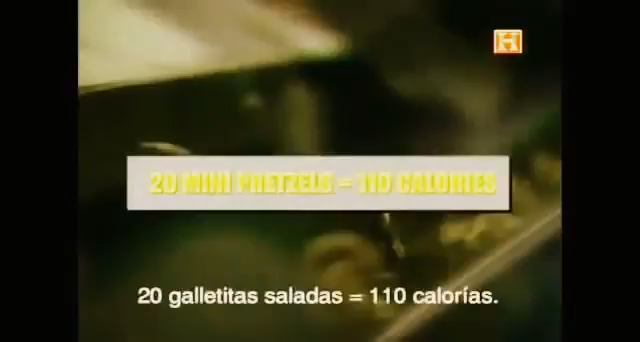 H
20 MINI PRETZELS = 110 CALORIES
20 galletitas saladas = 110 calorías.